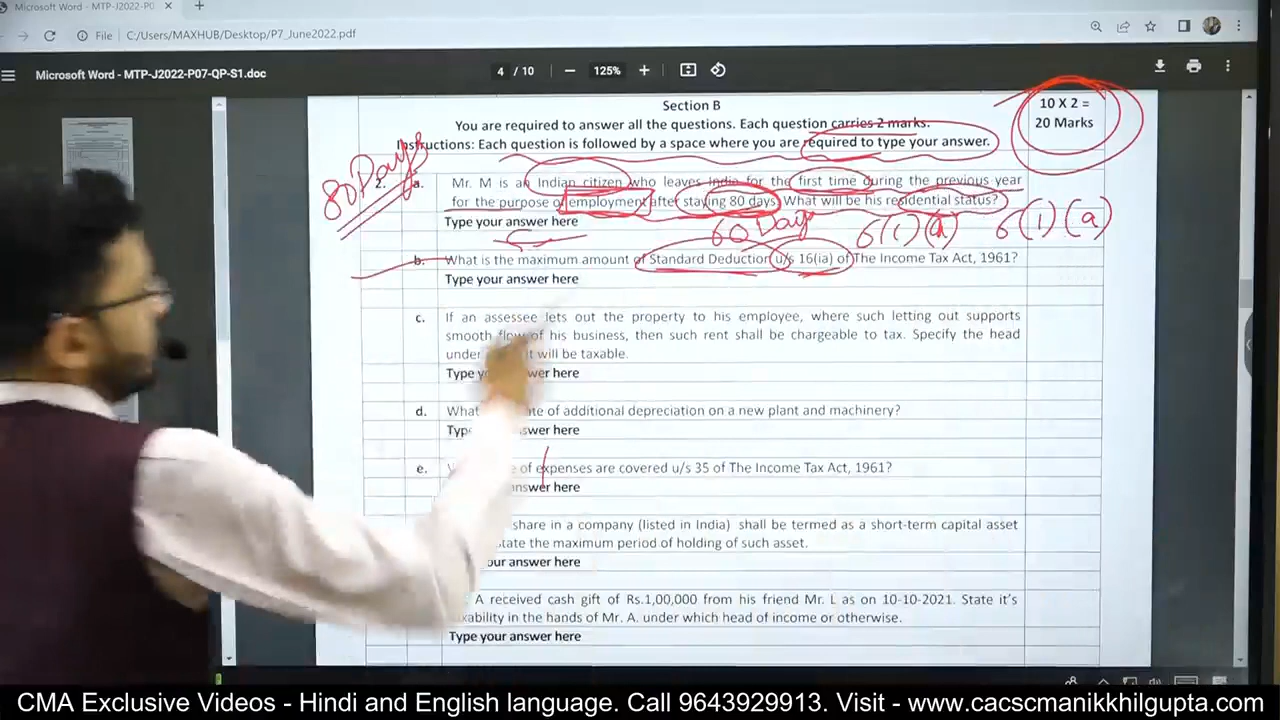 Microsoft Word - MTP-J2022-P0
File C:/Users/MAXHUB/Desktop/P7_June2022.pdf
Microsoft Word - MTP-J2022-P07-QP-S1.doc
4 / 10
125%
Section B
10 X 2 =
20 Marks
You are required to answer all the questions. Each question carries 2 marks.
Instructions: Each question is followed by a space where you are required to type your answer.
80 Days
2. a. Mr. M is an Indian citizen who leaves India for the first time during the previous year
for the purpose of employment after staying 80 days. What will be his residential status?
Type your answer here
60 Days 6(1)(a) 6(1)(a)
b. What is the maximum amount of Standard Deduction u/s 16(ia) of The Income Tax Act, 1961?
Type your answer here
c. If an assessee lets out the property to his employee, where such letting out supports
smooth flow of his business, then such rent shall be chargeable to tax. Specify the head
under it will be taxable.
Type answer here
d. What of additional depreciation on a new plant and machinery?
answer here
e. of expenses are covered u/s 35 of The Income Tax Act, 1961?
answer here
share in a company (listed in India) shall be termed as a short-term capital asset
state the maximum period of holding of such asset.
your answer here
A received cash gift of Rs.1,00,000 from his friend Mr. L as on 10-10-2021. State it's
taxability in the hands of Mr. A. under which head of income or otherwise.
Type your answer here
CMA Exclusive Videos - Hindi and English language. Call 9643929913. Visit - www.cacscmanikkhilgupta.com